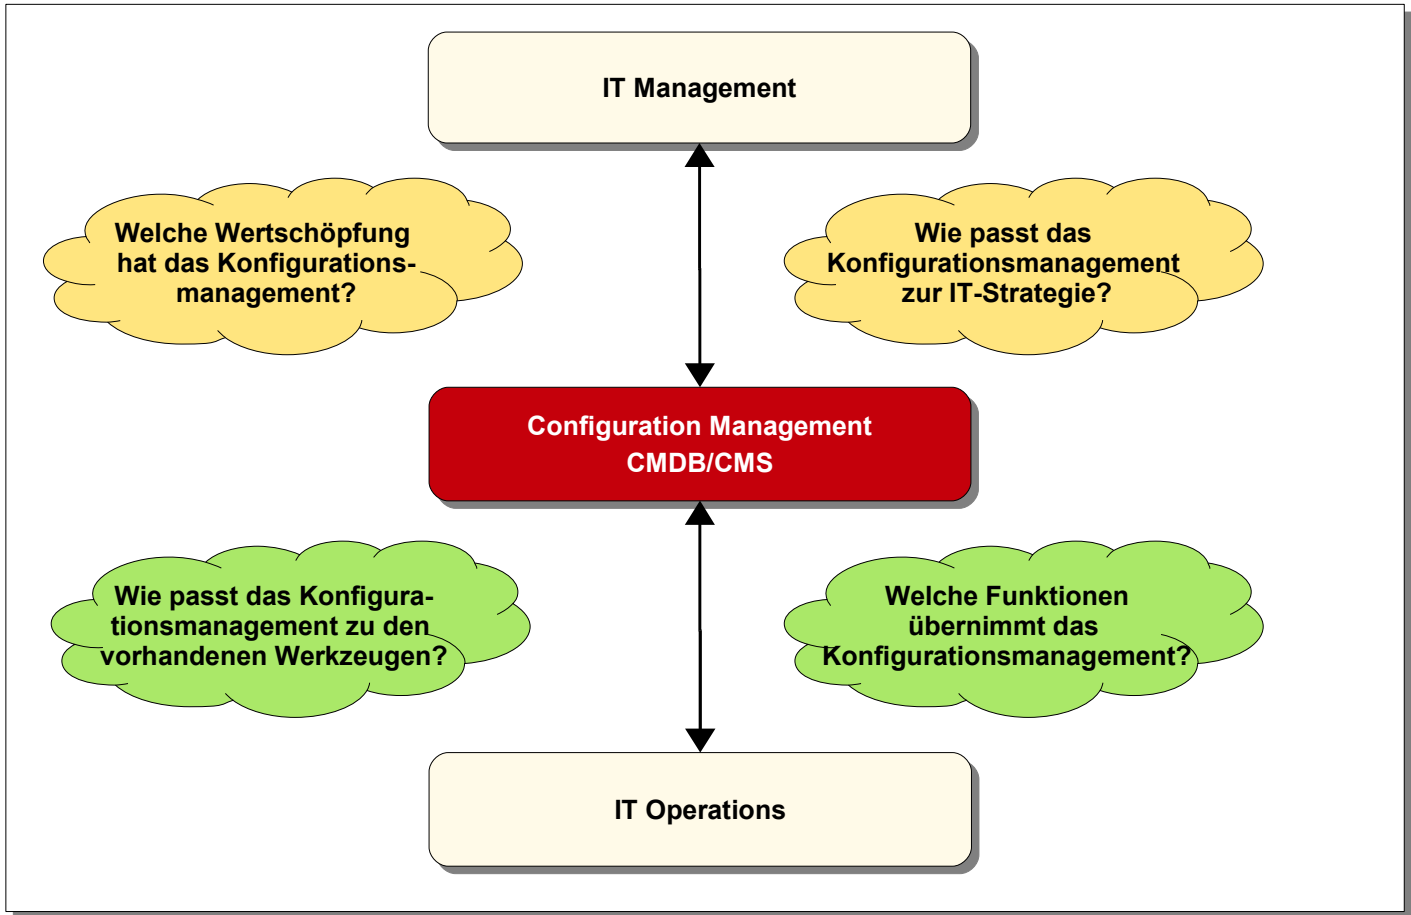 IT Management
Welche Wertschöpfung
hat das Konfigurations-
management?
Wie passt das
Konfigurationsmanagement
zur IT-Strategie?
Configuration Management
CMDB/CMS
Wie passt das Konfigura-
tionsmanagement zu den
vorhandenen Werkzeugen?
Welche Funktionen
übernimmt das
Konfigurationsmanagement?
IT Operations